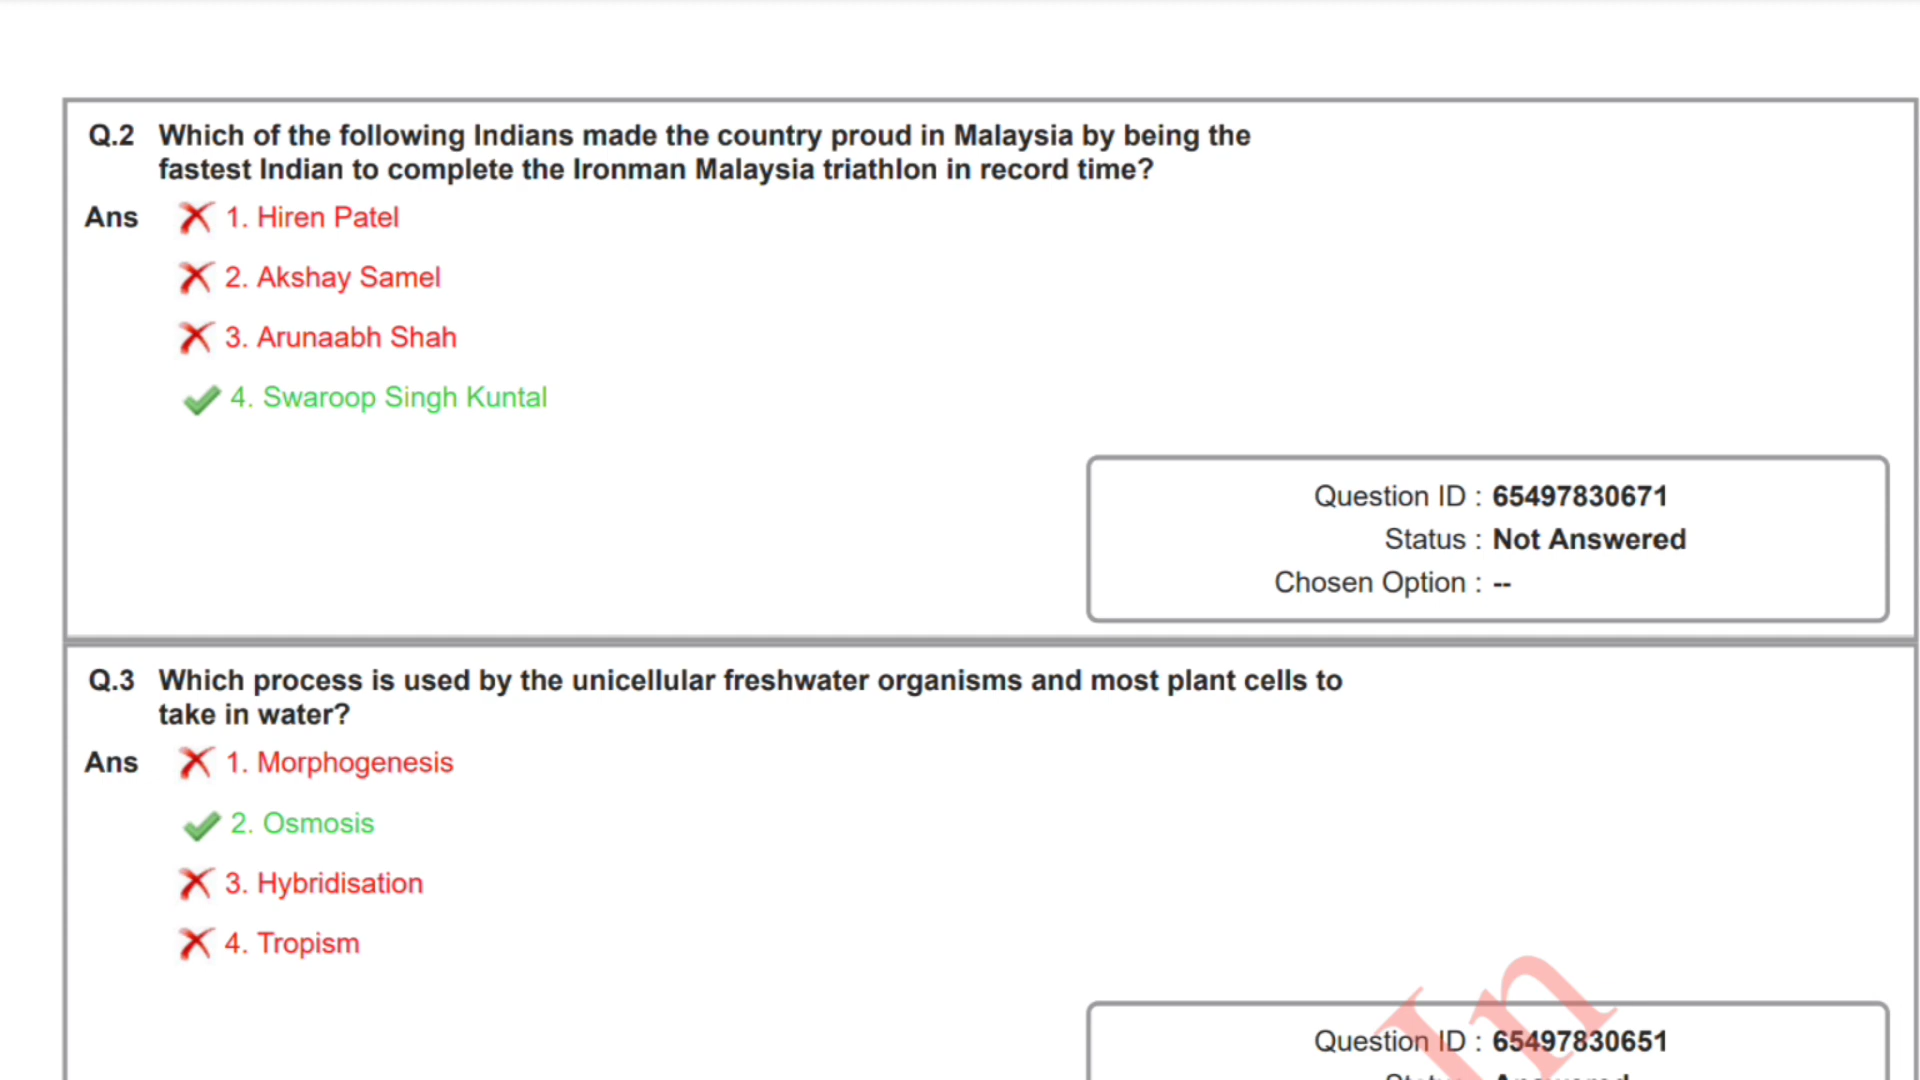 Q.2 Which of the following Indians made the country proud in Malaysia by being the
fastest Indian to complete the Ironman Malaysia triathlon in record time?
Ans 1. Hiren Patel
2. Akshay Samel
3. Arunaabh Shah
4. Swaroop Singh Kuntal
Question ID : 65497830671
Status : Not Answered
Chosen Option : --
Q.3 Which process is used by the unicellular freshwater organisms and most plant cells to
take in water?
Ans 1. Morphogenesis
2. Osmosis
3. Hybridisation
4. Tropism
In
Question ID : 65497830651
Status : Answered